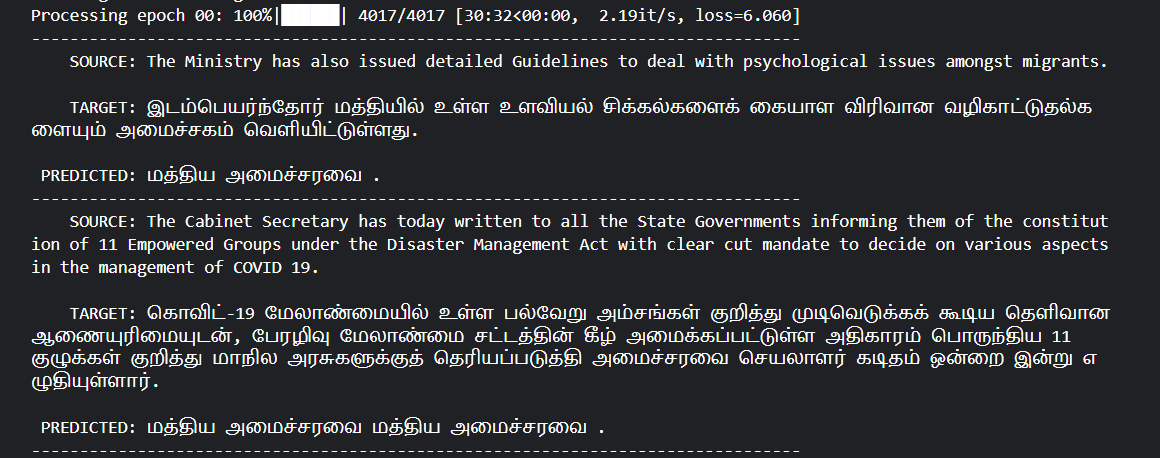 Processing epoch 00: 100%|██████| 4017/4017 [30:32<00:00,  2.19it/s, loss=6.060]
--------------------------------------------------------------------------------
    SOURCE: The Ministry has also issued detailed Guidelines to deal with psychological issues amongst migrants.
    TARGET: இடம்பெயர்ந்தோர் மத்தியில் உள்ள உளவியல் சிக்கல்களைக் கையாள விரிவான வழிகாட்டுதல்க
ளையும் அமைச்சகம் வெளியிட்டுள்ளது.
 PREDICTED: மத்திய அமைச்சரவை .
--------------------------------------------------------------------------------
    SOURCE: The Cabinet Secretary has today written to all the State Governments informing them of the constitut
ion of 11 Empowered Groups under the Disaster Management Act with clear cut mandate to decide on various aspects
in the management of COVID 19.
    TARGET: கொவிட்-19 மேலாண்மையில் உள்ள பல்வேறு அம்சங்கள் குறித்து முடிவெடுக்கக் கூடிய தெளிவான
ஆணையுரிமையுடன், பேரழிவு மேலாண்மை சட்டத்தின் கீழ் அமைக்கப்பட்டுள்ள அதிகாரம் பொருந்திய 11
குழுக்கள் குறித்து மாநில அரசுகளுக்குத் தெரியப்படுத்தி அமைச்சரவை செயலாளர் கடிதம் ஒன்றை இன்று எ
ழுதியுள்ளார்.
 PREDICTED: மத்திய அமைச்சரவை மத்திய அமைச்சரவை .
--------------------------------------------------------------------------------